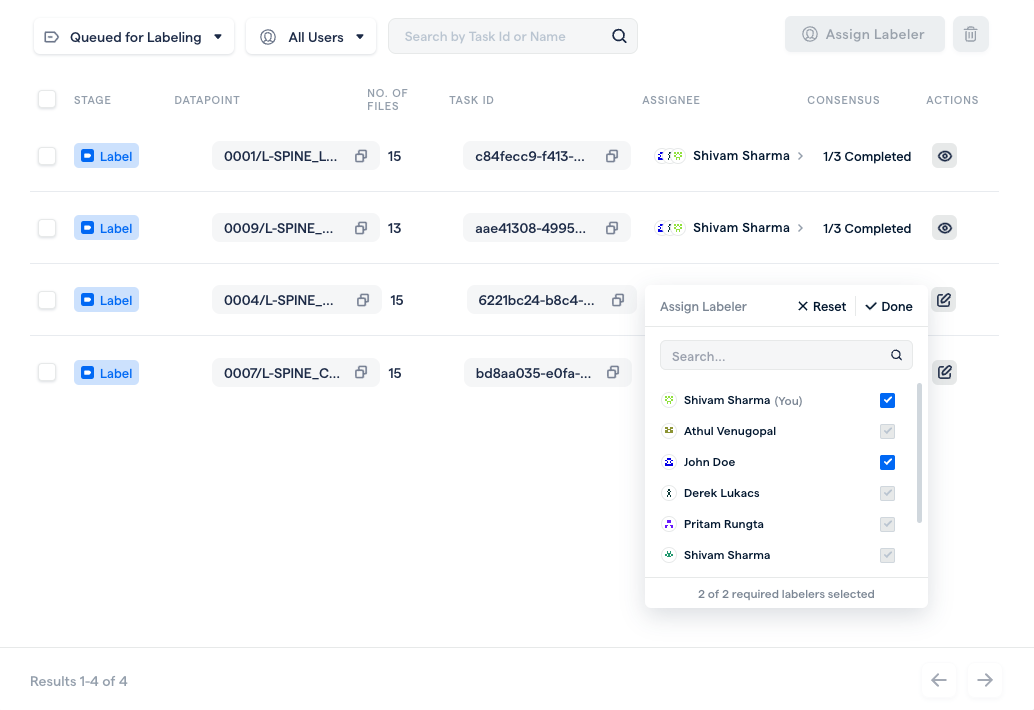 Queued for Labeling All Users Search by Task Id or Name Assign Labeler
STAGE DATAPOINT NO. OF FILES TASK ID ASSIGNEE CONSENSUS ACTIONS
Label 0001/L-SPINE_L... 15 c84fecc9-f413-... Shivam Sharma 1/3 Completed
Label 0009/L-SPINE_... 13 aae41308-4995... Shivam Sharma 1/3 Completed
Label 0004/L-SPINE_... 15 6221bc24-b8c4-...
Label 0007/L-SPINE_C... 15 bd8aa035-e0fa-...
Assign Labeler Reset Done
Search...
Shivam Sharma (You)
Athul Venugopal
John Doe
Derek Lukacs
Pritam Rungta
Shivam Sharma
2 of 2 required labelers selected
Results 1-4 of 4